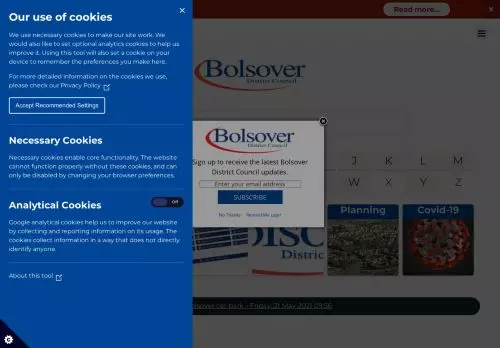 Our use of cookies
We use necessary cookies to make our site work. We
would also like to set optional analytics cookies to help us
improve it. Using this tool will also set a cookie on your
device to remember the preferences you make here.
For more detailed information on the cookies we use,
please check our Privacy Policy
Accept Recommended Settings
Necessary Cookies
Necessary cookies enable core functionality. The website
cannot function properly without these cookies, and can
only be disabled by changing your browser preferences.
Analytical Cookies
Off
Google analytical cookies help us to improve our website
by collecting and reporting information on its usage. The
cookies collect information in a way that does not directly
identify anyone.
About this tool
Read more...
Bolsover
District Council
J K L
W X Y Z
Bolsover
District Council
Sign up to receive the latest Bolsover
District Council updates.
Enter your email address
SUBSCRIBE
No Thanks
Remind Me Later
Planning
Covid-19
Distri
olsover car park - Friday, 21 May 2021 09:56